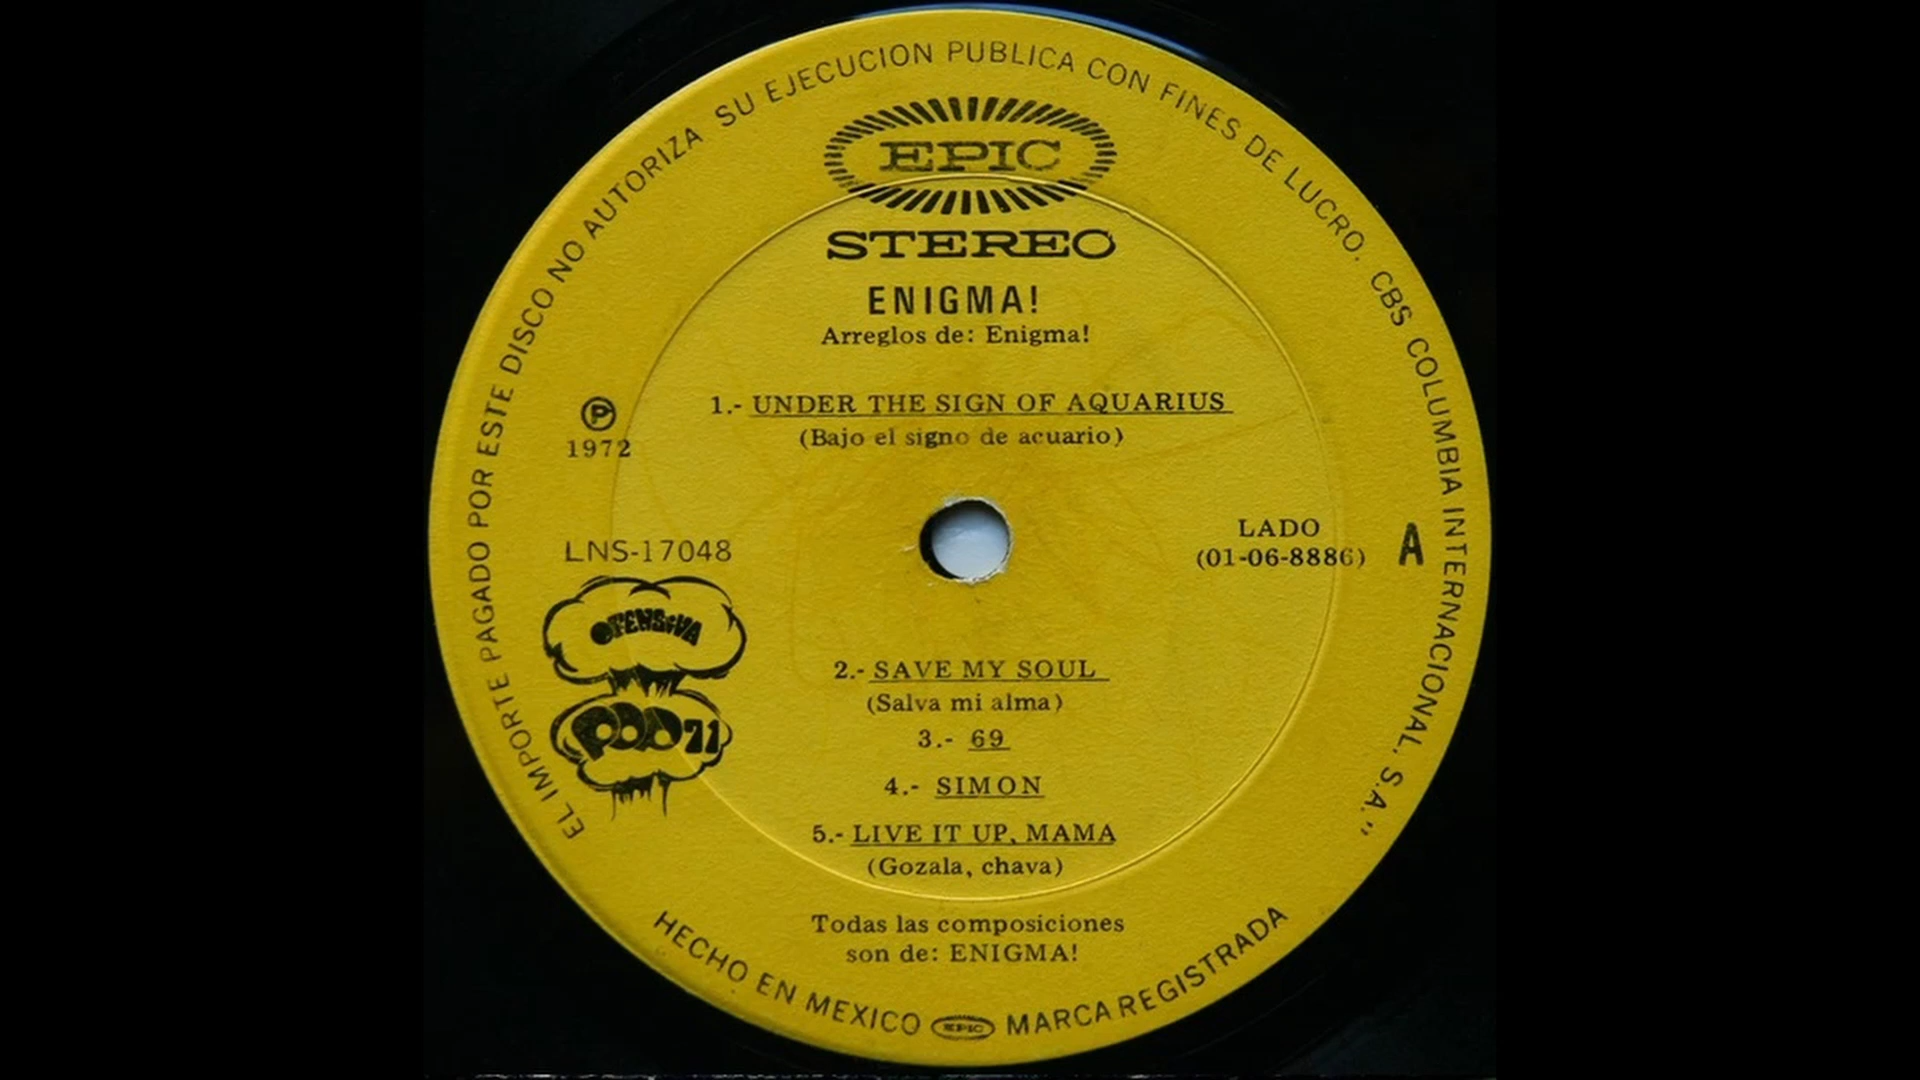 EL IMPORTE PAGADO POR ESTE DISCO NO AUTORIZA SU EJECUCION PUBLICA CON FINES DE LUCRO. CBS COLUMBIA INTERNACIONAL, S.A."
EPIC
STEREO
ENIGMA!
Arreglos de: Enigma!
1.- UNDER THE SIGN OF AQUARIUS
(Bajo el signo de acuario)
Ⓟ
1972
LNS-17048
LADO A
(01-06-8886)
OFENSIVA
POP 71
2.- SAVE MY SOUL
(Salva mi alma)
3.- 69
4.- SIMON
5.- LIVE IT UP, MAMA
(Gozala, chava)
Todas las composiciones
son de: ENIGMA!
HECHO EN MEXICO EPIC MARCA REGISTRADA